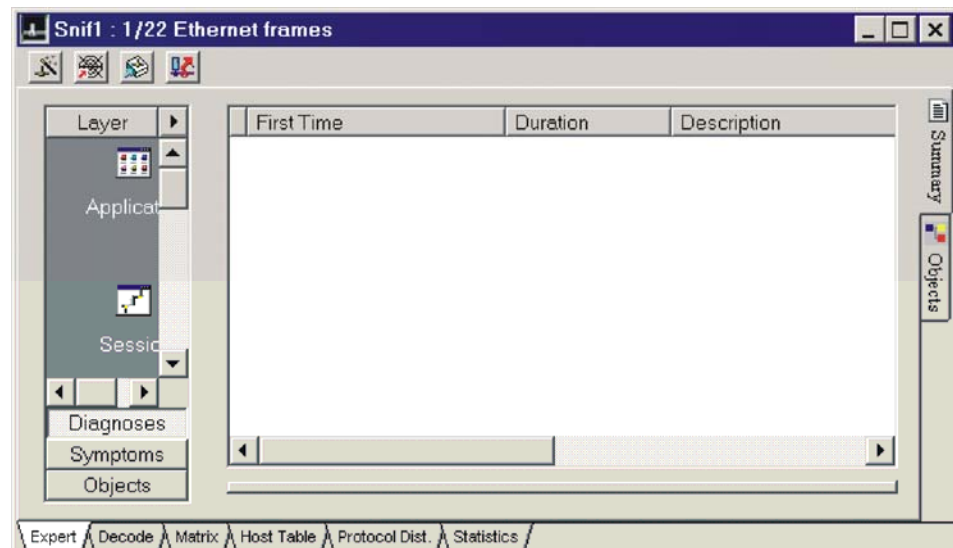 Snif1 : 1/22 Ethernet frames
Layer
First Time Duration Description
Applicat
Sessic
Diagnoses
Symptoms
Objects
Summary
Objects
Expert Decode Matrix Host Table Protocol Dist. Statistics